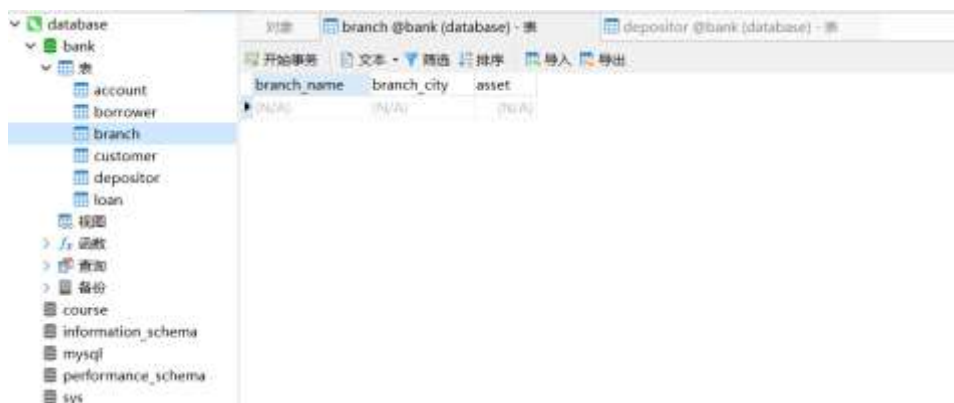 database
bank
表
account
borrower
branch
customer
depositor
loan
视图
函数
查询
备份
course
information_schema
mysql
performance_schema
sys
对象 branch @bank (database) - 表 depositor @bank (database) - 表
开始事务 文本 筛选 排序 导入 导出
branch_name branch_city asset
(N/A) (N/A) (N/A)